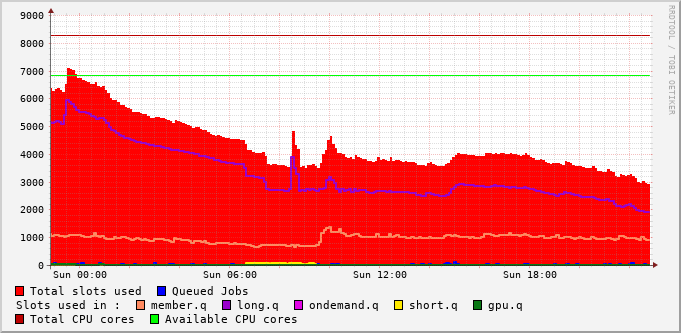 9000
8000
7000
6000
5000
4000
3000
2000
1000
0
Sun 00:00 Sun 06:00 Sun 12:00 Sun 18:00
RRDTOOL / TOBI OETIKER
Total slots used Queued Jobs
Slots used in : member.q long.q ondemand.q short.q gpu.q
Total CPU cores Available CPU cores